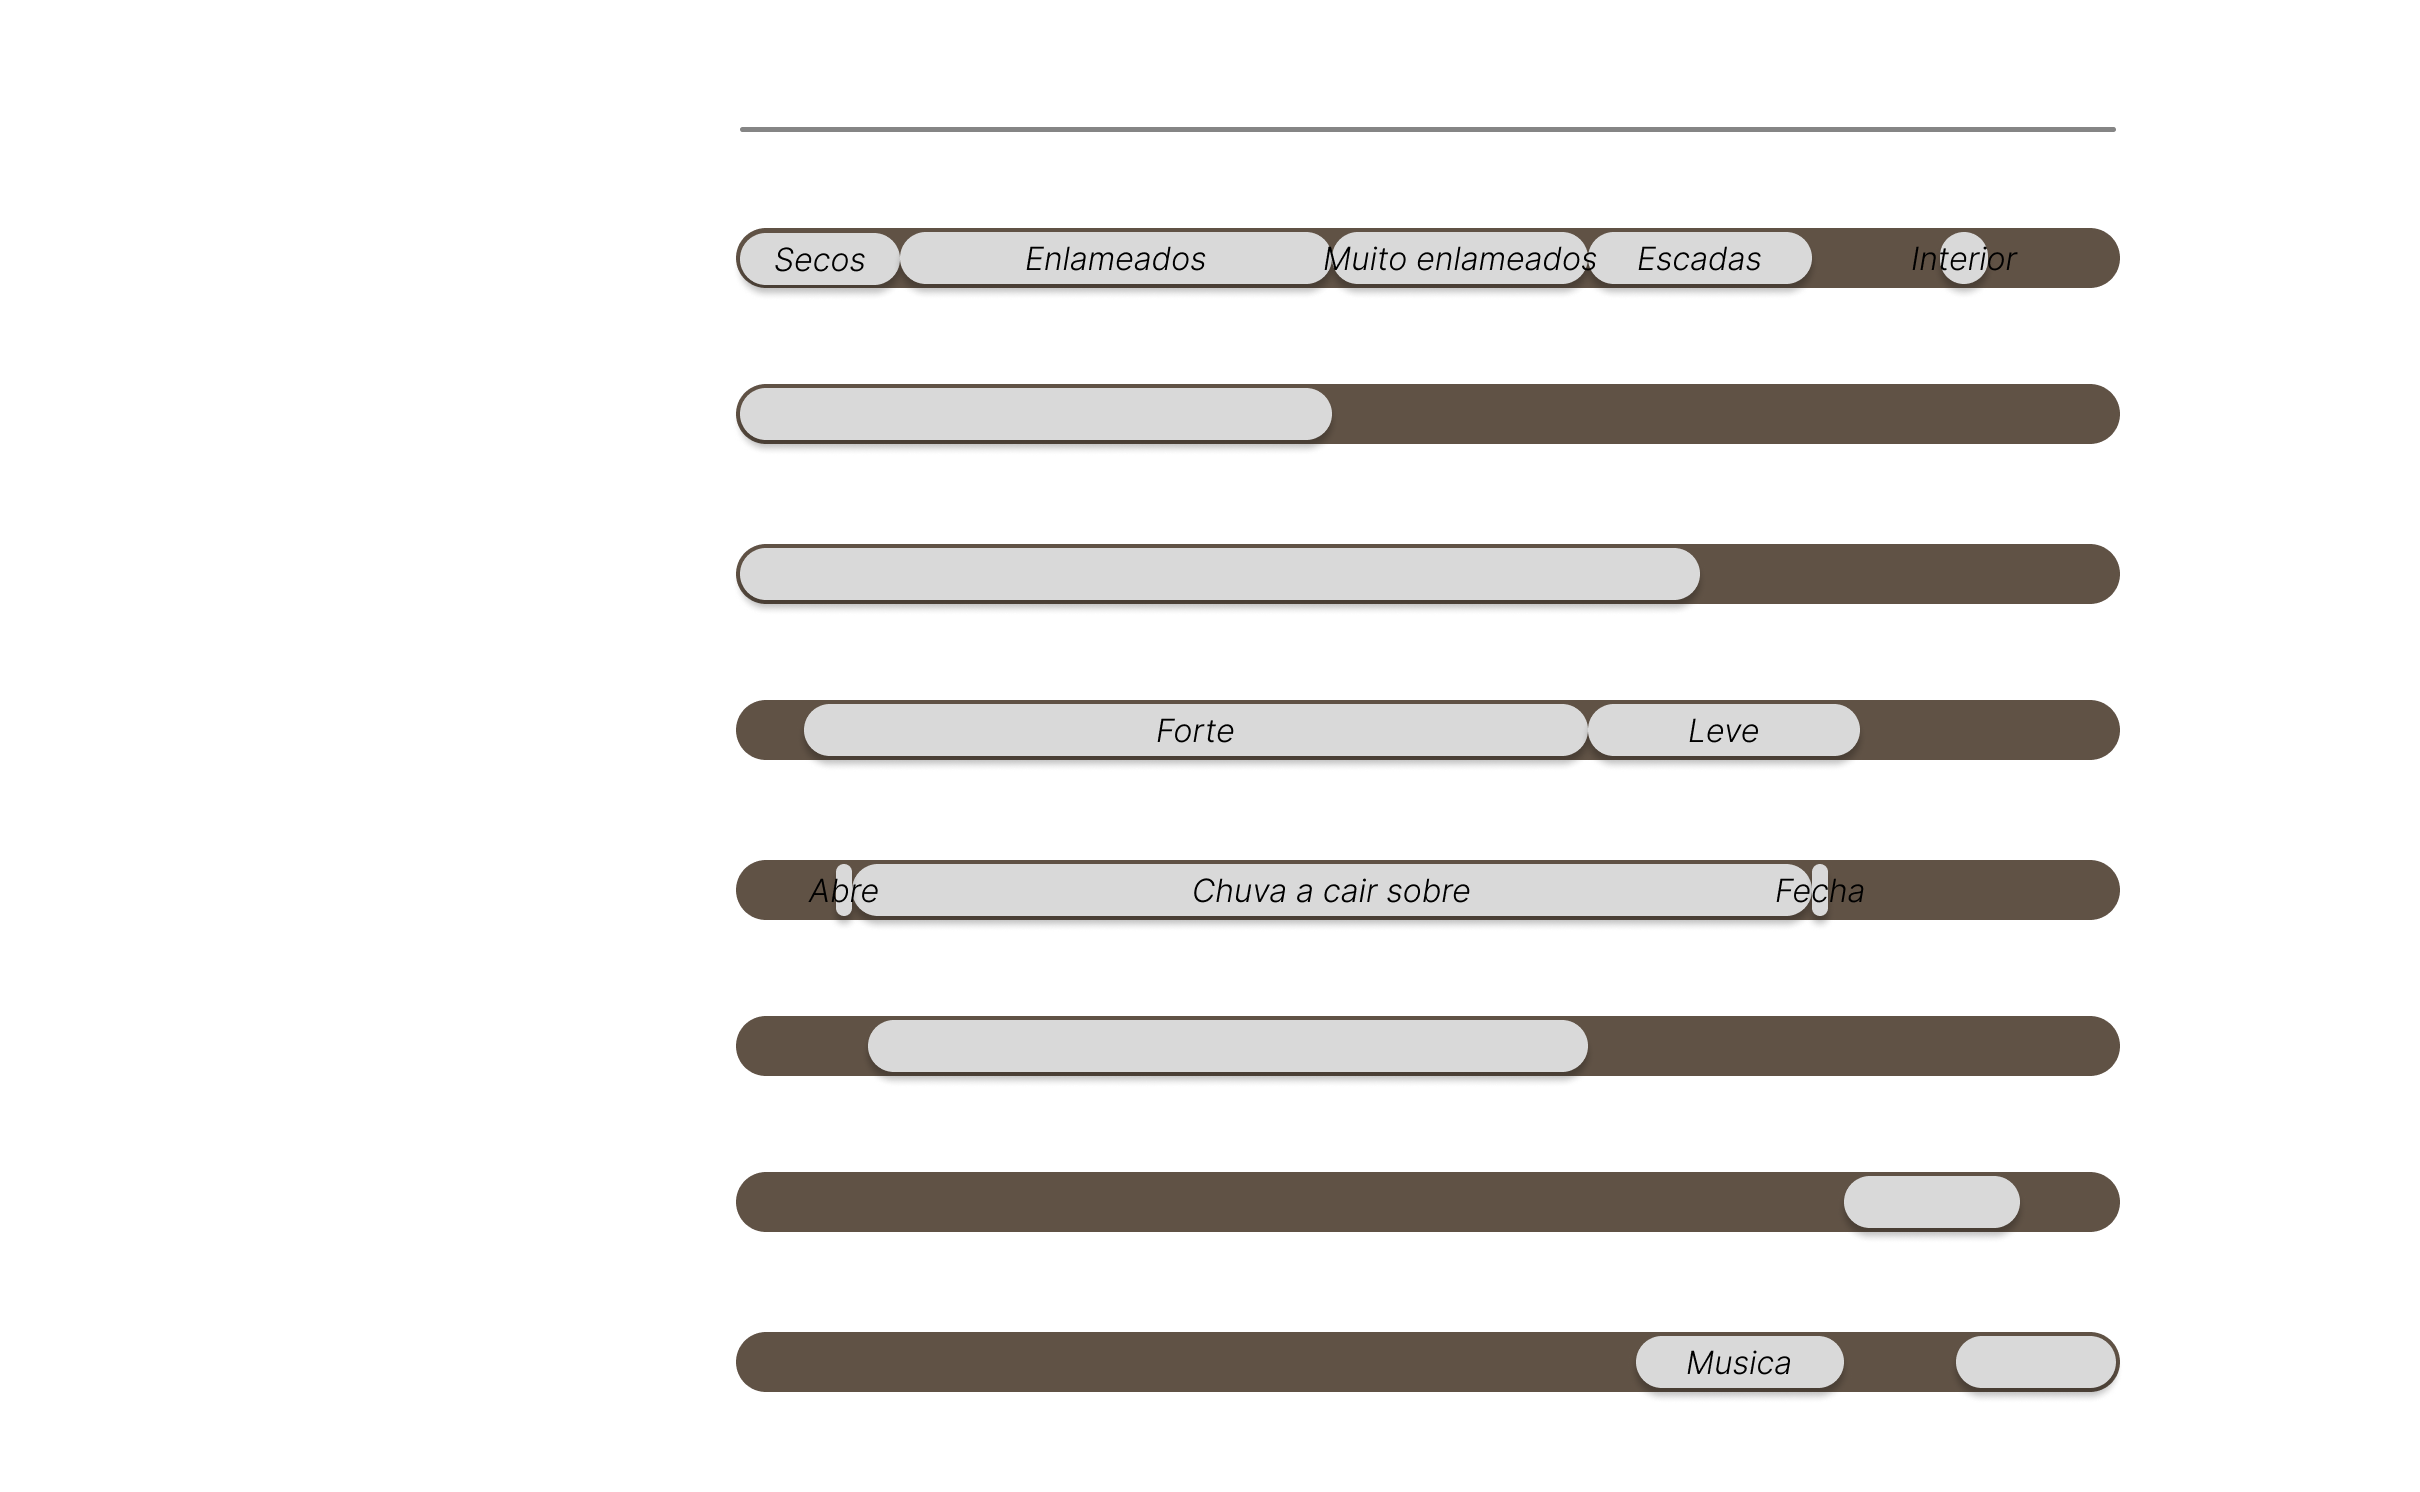 Secos
Enlameados
Muito enlameados
Escadas
Interior
Forte
Leve
Abre
Chuva a cair sobre
Fecha
Musica